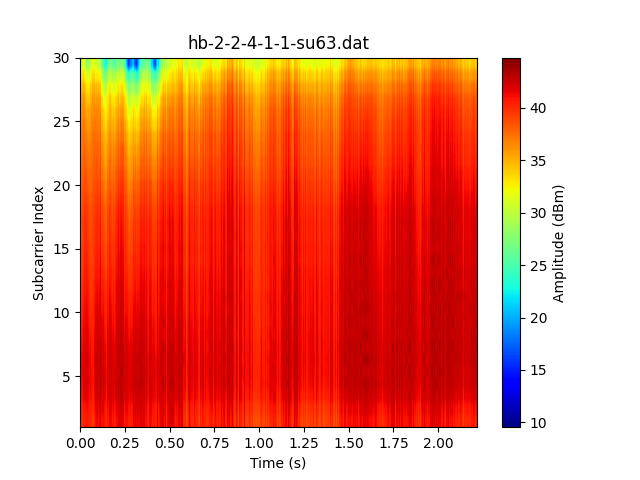 hb-2-2-4-1-1-su63.dat
30
25
20
15
10
5
Subcarrier Index
0.00 0.25 0.50 0.75 1.00 1.25 1.50 1.75 2.00
Time (s)
40
35
30
25
20
15
10
Amplitude (dBm)